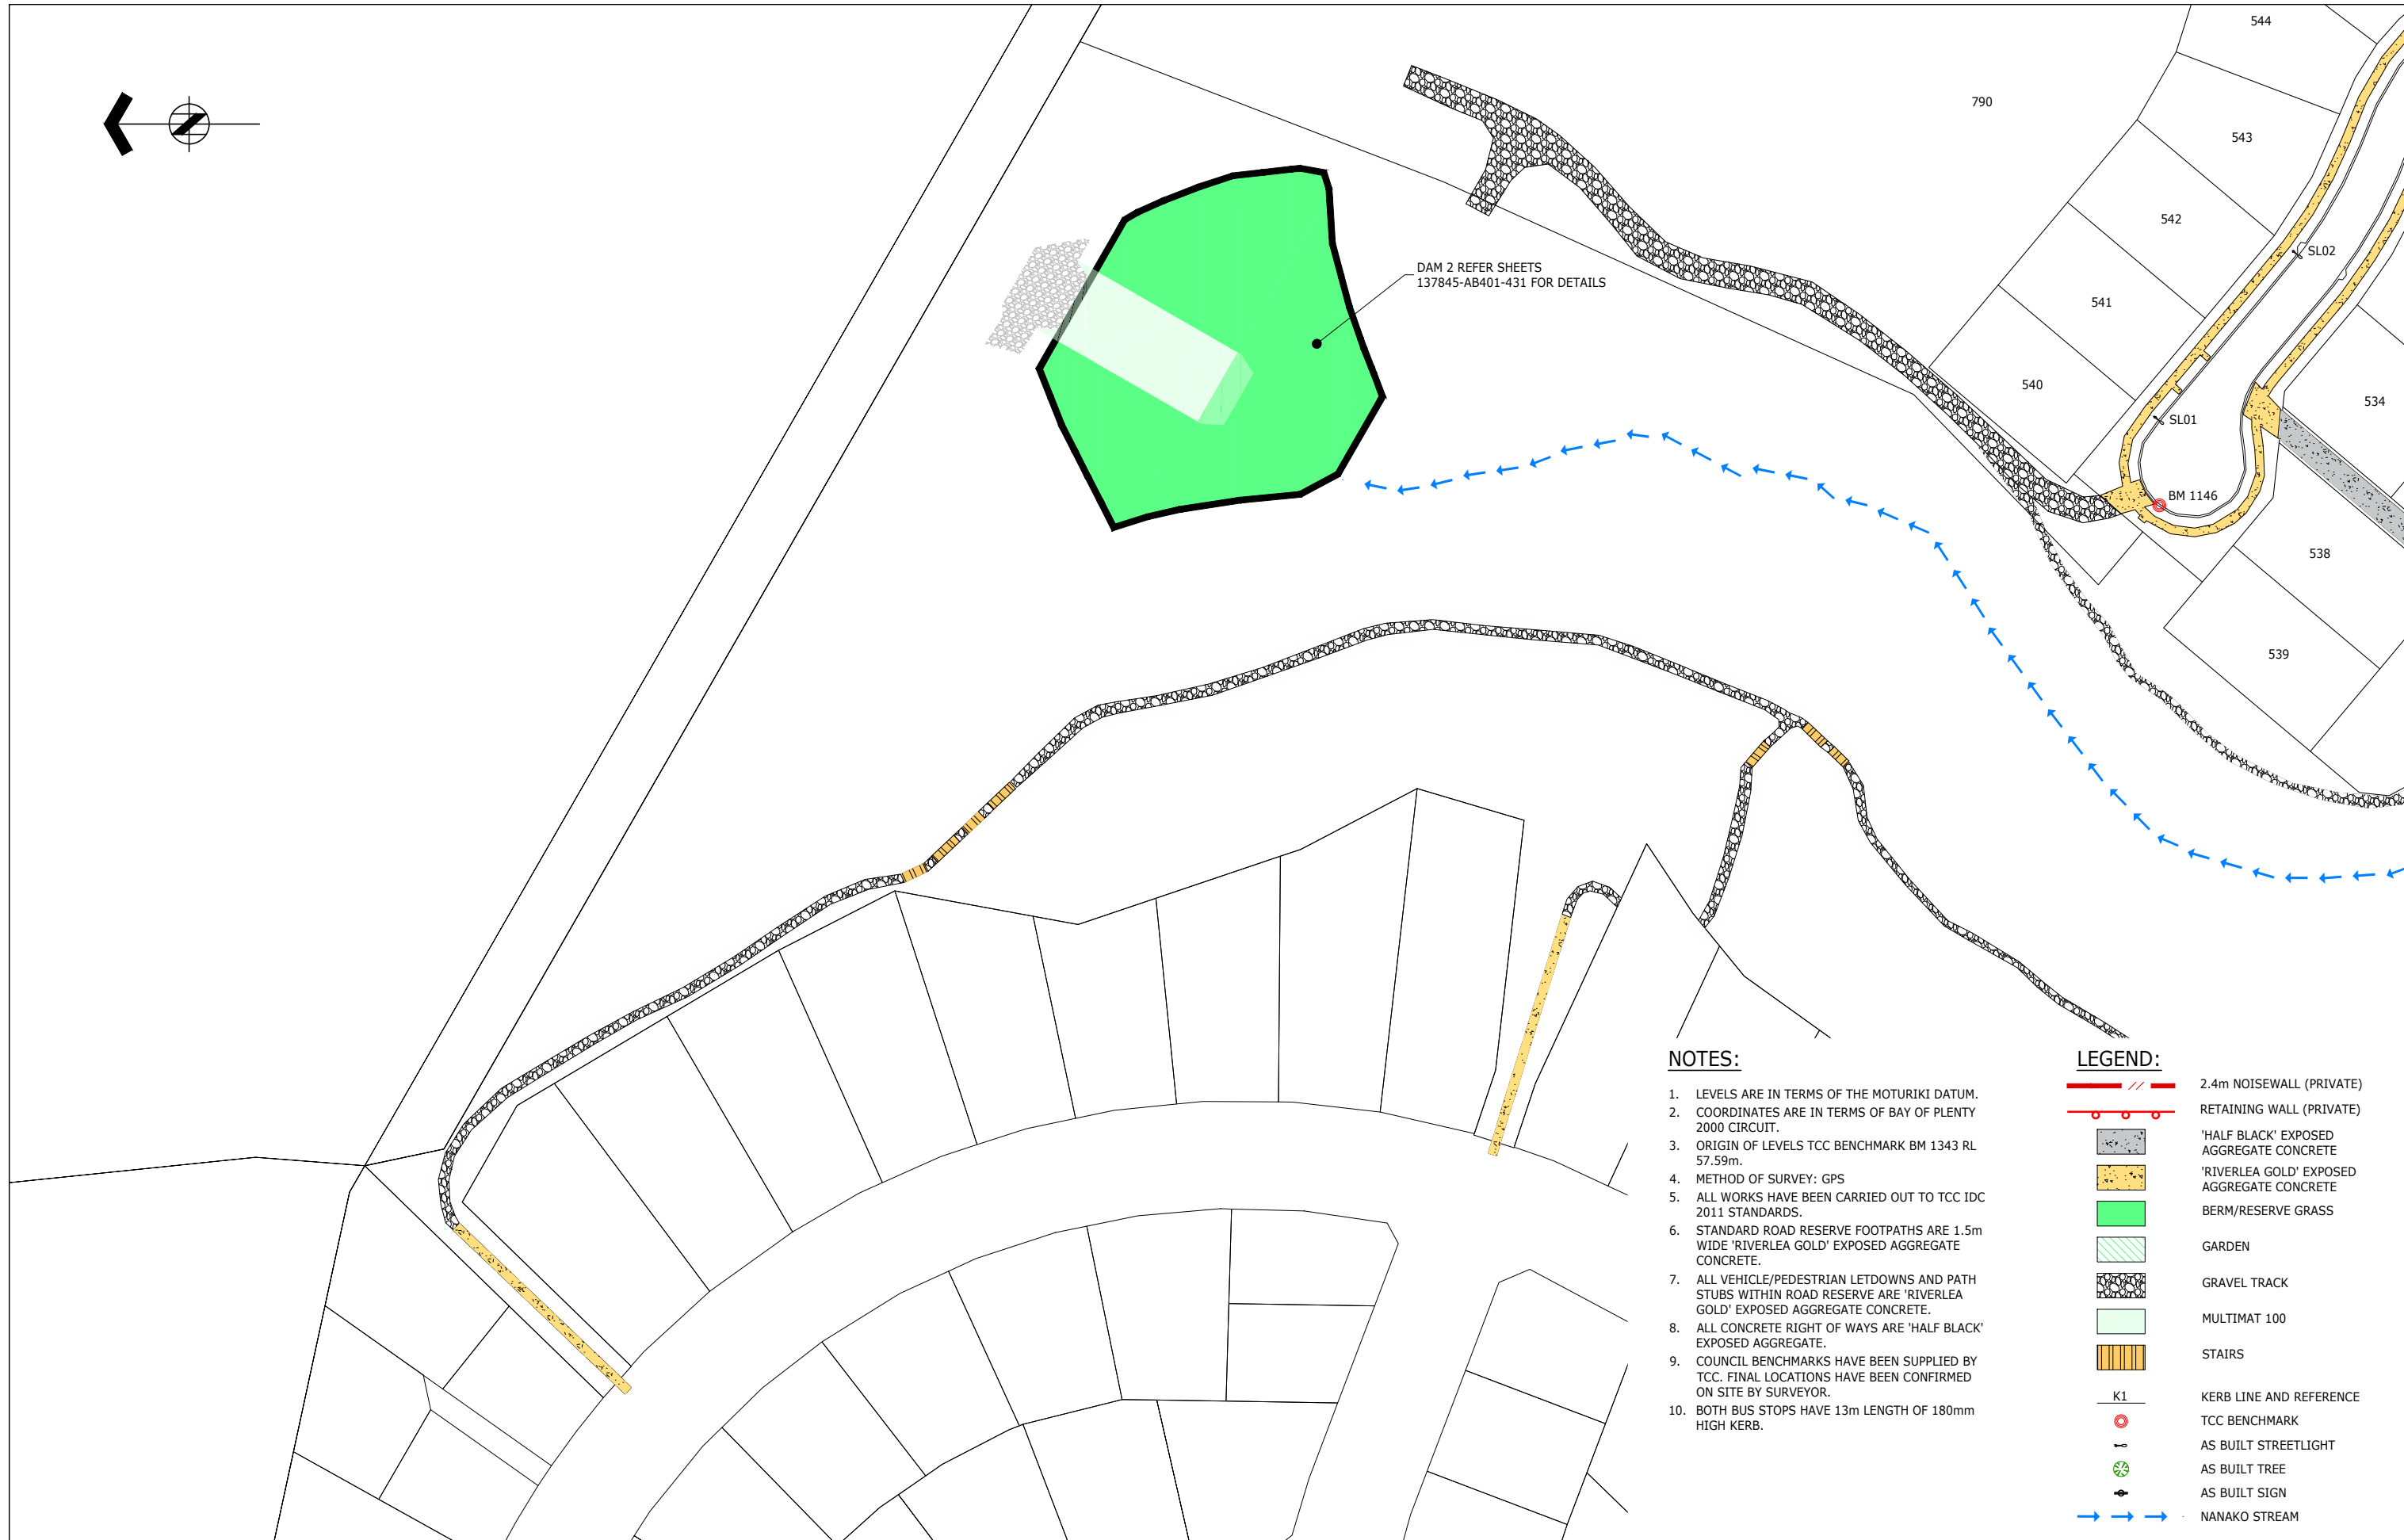 544
790
543
542
SL02
DAM 2 REFER SHEETS
137845-AB401-431 FOR DETAILS
541
540
534
SL01
BM 1146
538
539
NOTES:
1. LEVELS ARE IN TERMS OF THE MOTURIKI DATUM.
2. COORDINATES ARE IN TERMS OF BAY OF PLENTY
2000 CIRCUIT.
3. ORIGIN OF LEVELS TCC BENCHMARK BM 1343 RL
57.59m.
4. METHOD OF SURVEY: GPS
5. ALL WORKS HAVE BEEN CARRIED OUT TO TCC IDC
2011 STANDARDS.
6. STANDARD ROAD RESERVE FOOTPATHS ARE 1.5m
WIDE 'RIVERLEA GOLD' EXPOSED AGGREGATE
CONCRETE.
7. ALL VEHICLE/PEDESTRIAN LETDOWNS AND PATH
STUBS WITHIN ROAD RESERVE ARE 'RIVERLEA
GOLD' EXPOSED AGGREGATE CONCRETE.
8. ALL CONCRETE RIGHT OF WAYS ARE 'HALF BLACK'
EXPOSED AGGREGATE.
9. COUNCIL BENCHMARKS HAVE BEEN SUPPLIED BY
TCC. FINAL LOCATIONS HAVE BEEN CONFIRMED
ON SITE BY SURVEYOR.
10. BOTH BUS STOPS HAVE 13m LENGTH OF 180mm
HIGH KERB.
LEGEND:
2.4m NOISEWALL (PRIVATE)
RETAINING WALL (PRIVATE)
'HALF BLACK' EXPOSED
AGGREGATE CONCRETE
'RIVERLEA GOLD' EXPOSED
AGGREGATE CONCRETE
BERM/RESERVE GRASS
GARDEN
GRAVEL TRACK
MULTIMAT 100
STAIRS
K1 KERB LINE AND REFERENCE
TCC BENCHMARK
AS BUILT STREETLIGHT
AS BUILT TREE
AS BUILT SIGN
NANAKO STREAM